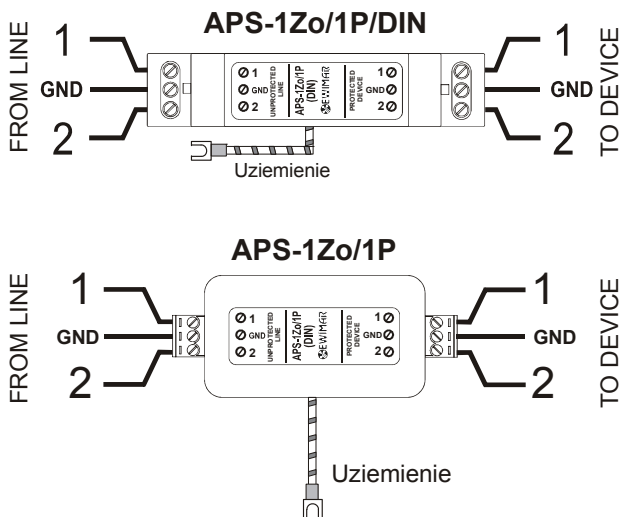 APS-1Zo/1P/DIN
FROM LINE
1
GND
2
1
GND
2
UNPROTECTED
LINE
APS-1Zo/1P
(DIN)
EWIMAR
PROTECTED
DEVICE
1
GND
2
1
GND
2
TO DEVICE
Uziemienie
APS-1Zo/1P
FROM LINE
1
GND
2
1
GND
2
UNPROTECTED
LINE
APS-1Zo/1P
(DIN)
EWIMAR
PROTECTED
DEVICE
1
GND
2
1
GND
2
TO DEVICE
Uziemienie